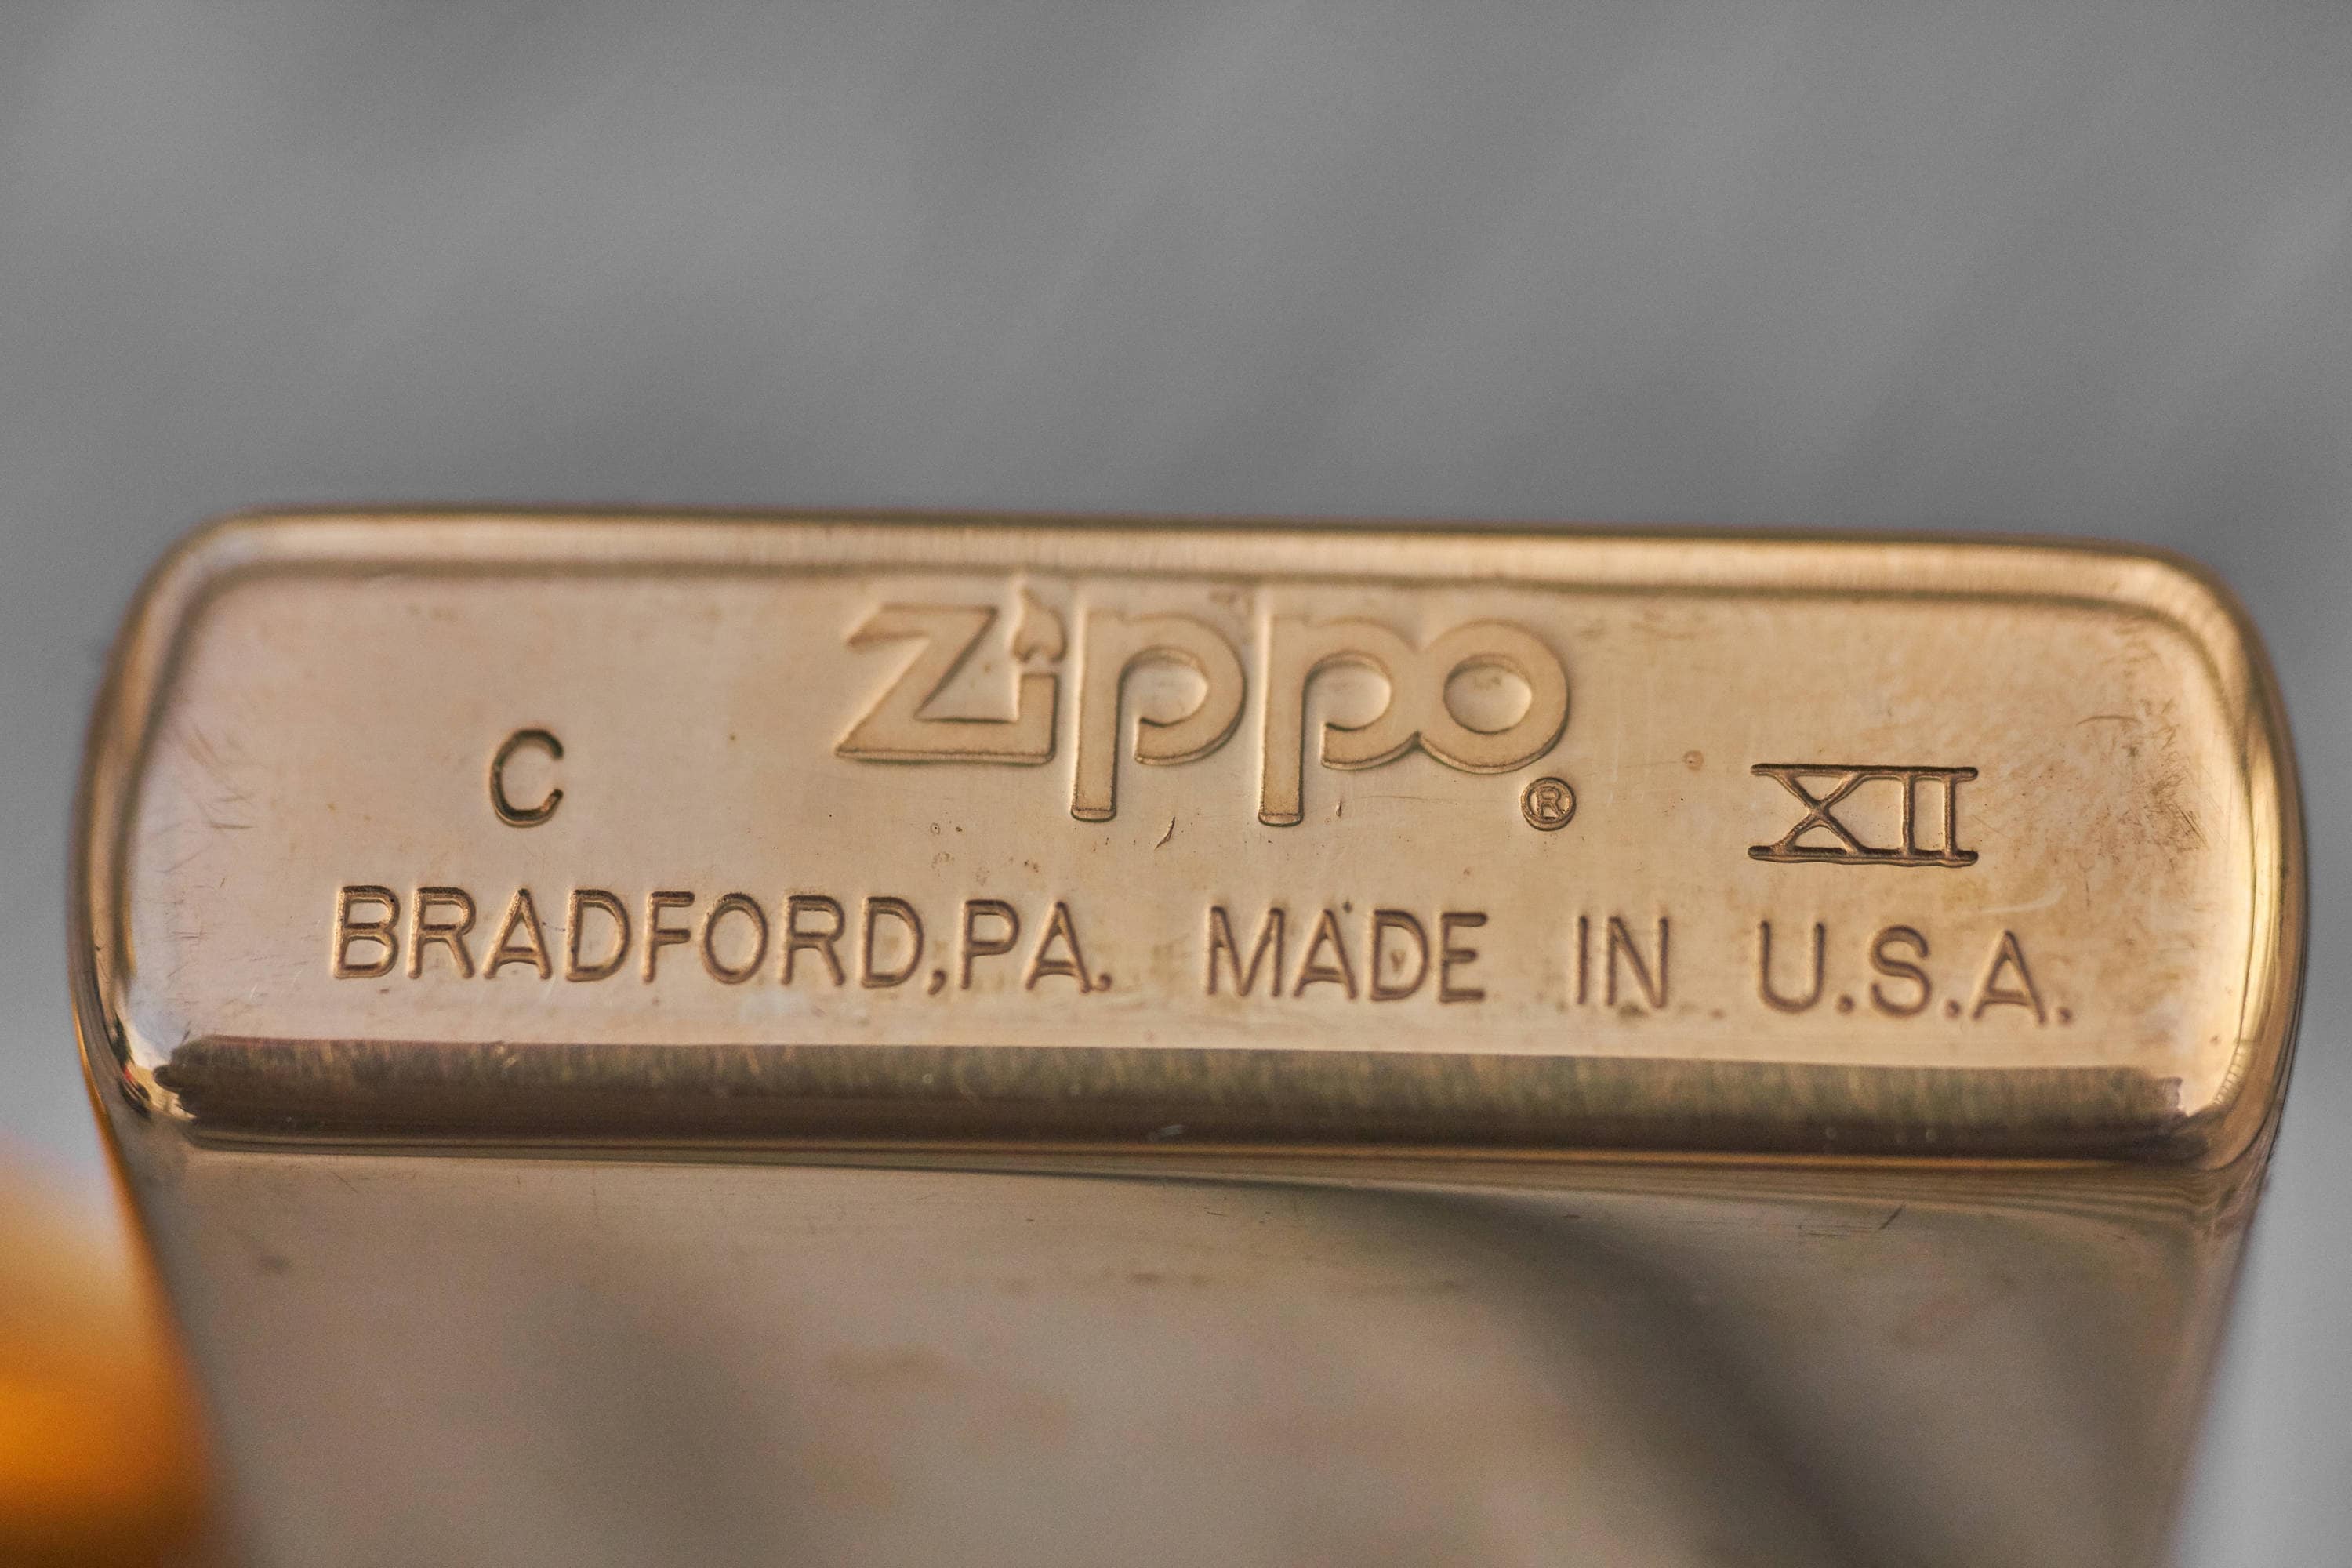 Zippo ®
C XII
BRADFORD,PA. MADE IN U.S.A.